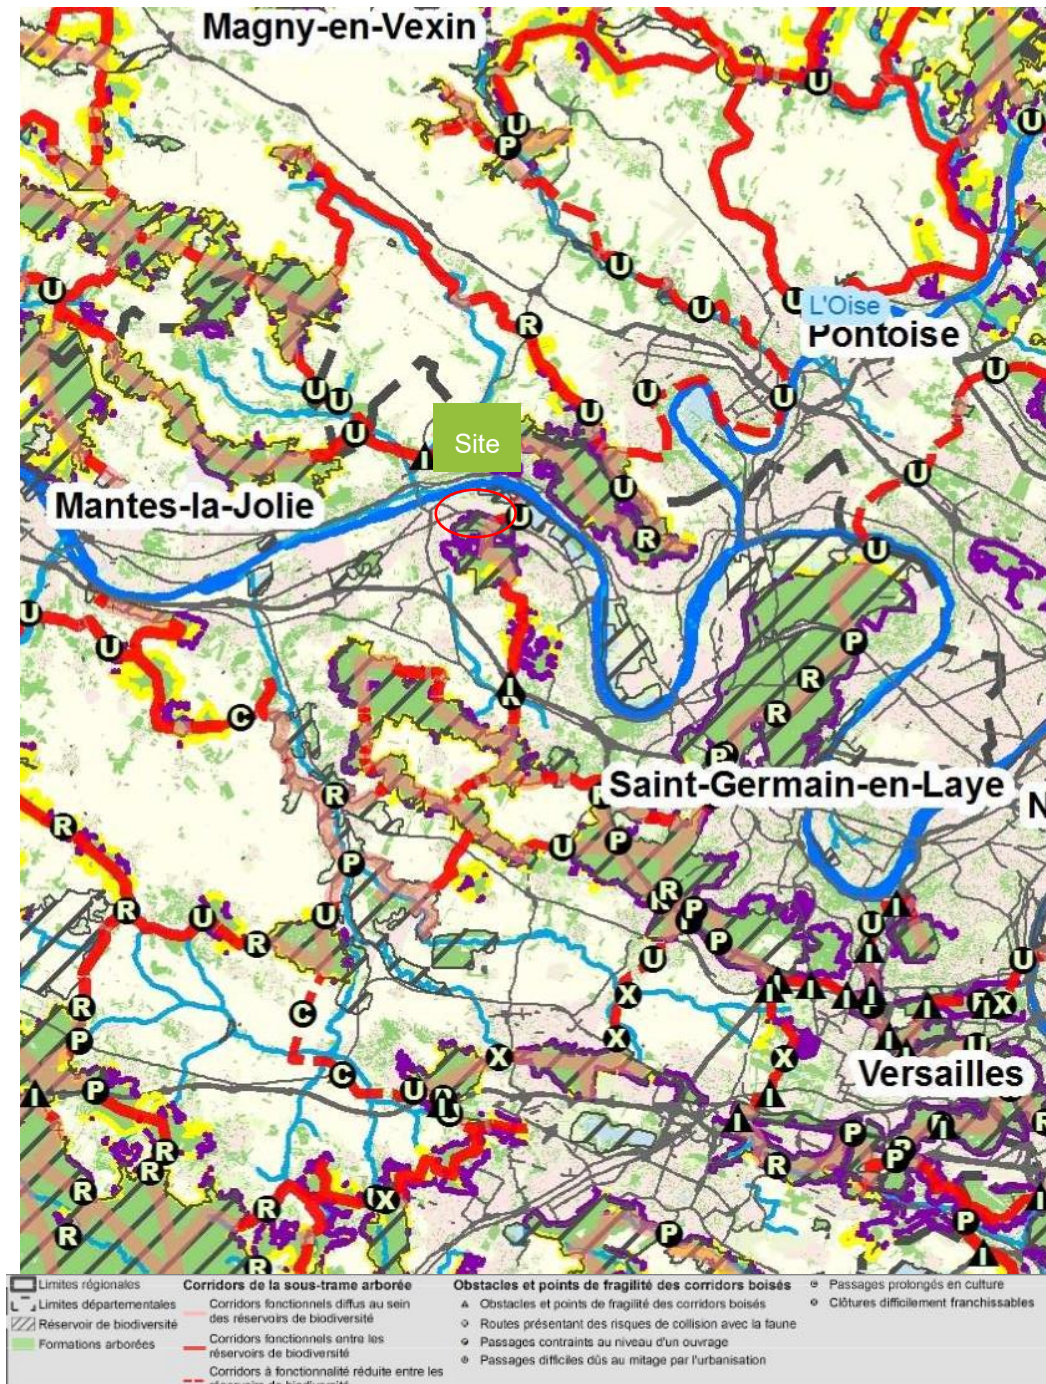 Magny-en-Vexin
L'Oise
Pontoise
Site
Mantes-la-Jolie
Saint-Germain-en-Laye
N
Versailles
Limites régionales
Limites départementales
Réservoir de biodiversité
Formations arborées
Corridors de la sous-trame arborée
Corridors fonctionnels diffus au sein
des réservoirs de biodiversité
Corridors fonctionnels entre les
réservoirs de biodiversité
Corridors à fonctionnalité réduite entre les
réservoirs de biodiversité
Obstacles et points de fragilité des corridors boisés
Obstacles et points de fragilité des corridors boisés
Routes présentant des risques de collision avec la faune
Passages contraints au niveau d'un ouvrage
Passages difficiles dûs au mitage par l'urbanisation
Passages prolongés en culture
Clôtures difficilement franchissables